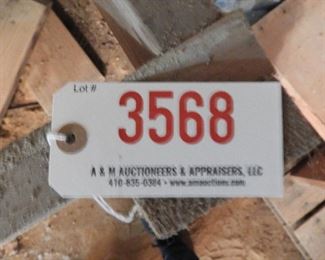 Lot #
3568
A & M AUCTIONEERS & APPRAISERS, LLC
410-835-0384 • www.amauctions.com